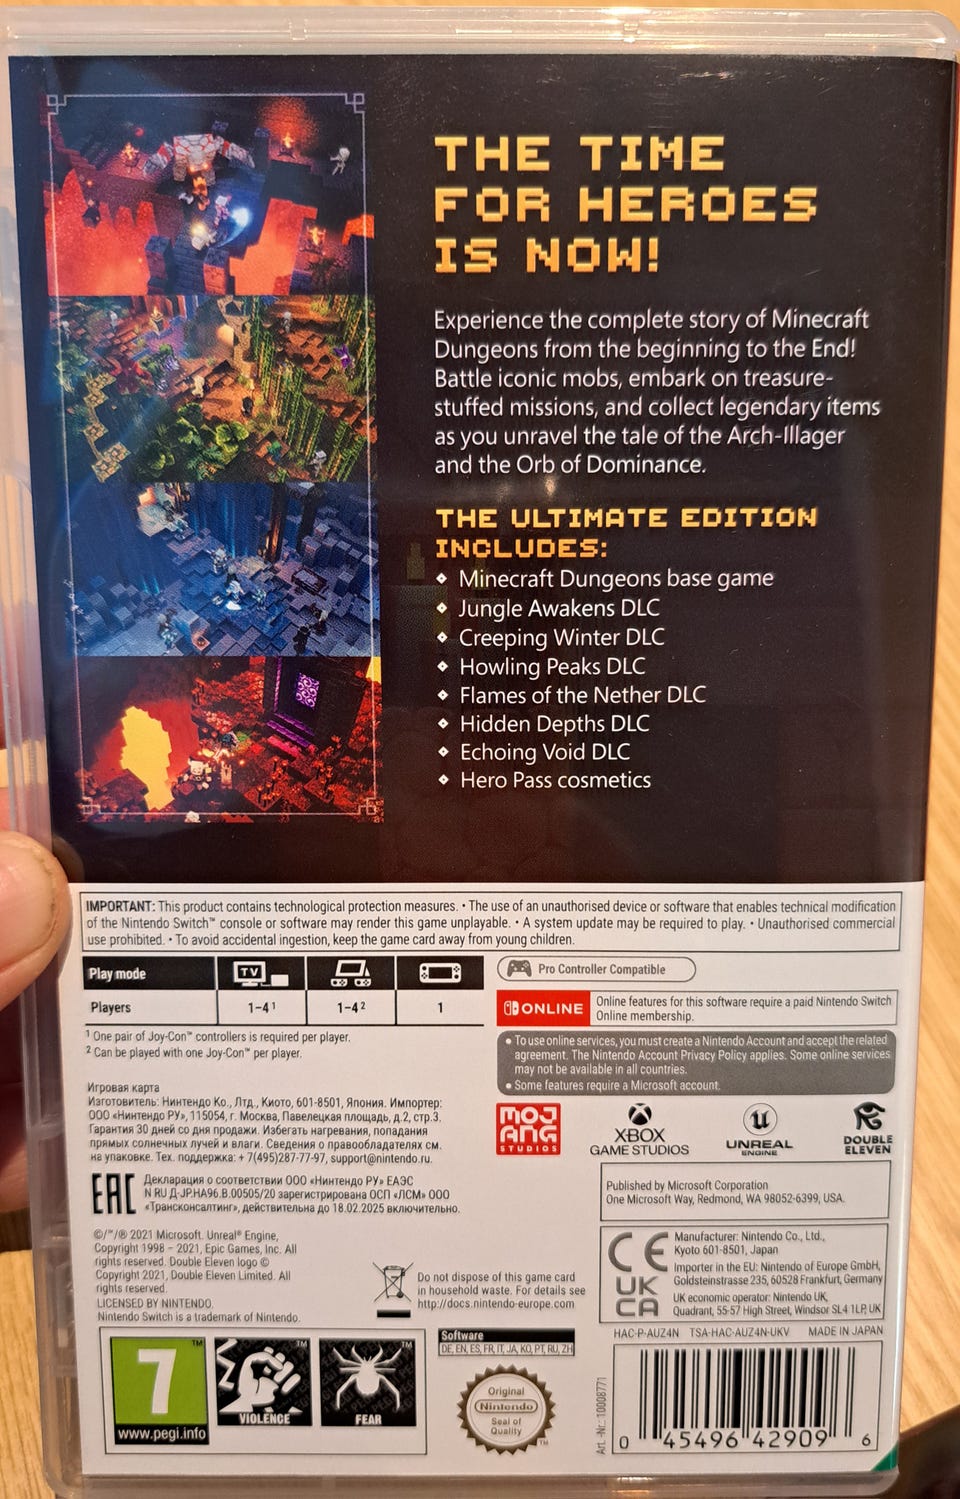 THE TIME
FOR HEROES
IS NOW!
Experience the complete story of Minecraft
Dungeons from the beginning to the End!
Battle iconic mobs, embark on treasure-
stuffed missions, and collect legendary items
as you unravel the tale of the Arch-Illager
and the Orb of Dominance.
THE ULTIMATE EDITION
INCLUDES:
Minecraft Dungeons base game
Jungle Awakens DLC
Creeping Winter DLC
Howling Peaks DLC
Flames of the Nether DLC
Hidden Depths DLC
Echoing Void DLC
Hero Pass cosmetics
IMPORTANT: This product contains technological protection measures. • The use of an unauthorised device or software that enables technical modification
of the Nintendo Switch™ console or software may render this game unplayable. • A system update may be required to play. • Unauthorised commercial
use prohibited. • To avoid accidental ingestion, keep the game card away from young children.
Play mode TV
Players 1–4¹ 1–4² 1
¹ One pair of Joy-Con™ controllers is required per player.
² Can be played with one Joy-Con™ per player.
Pro Controller Compatible
ONLINE
Online features for this software require a paid Nintendo Switch
Online membership.
• To use online services, you must create a Nintendo Account and accept the related
agreement. The Nintendo Account Privacy Policy applies. Some online services
may not be available in all countries.
• Some features require a Microsoft account.
Игровая карта
Изготовитель: Нинтендо Ко., Лтд., Киото, 601-8501, Япония. Импортер:
ООО «Нинтендо РУ», 115054, г. Москва, Павелецкая площадь, д.2, стр.3.
Гарантия 30 дней со дня продажи. Избегать нагревания, попадания
прямых солнечных лучей и влаги. Сведения о правообладателях см.
на упаковке. Тех. поддержка: + 7(495)287-77-97, support@nintendo.ru.
EAC
Декларация о соответствии ООО «Нинтендо РУ» ЕАЭС
N RU Д-JP.HA96.B.00505/20 зарегистрирована ОСП «ЛСМ» ООО
«Трансконсалтинг», действительна до 18.02.2025 включительно.
MOJ
ANG
STUDIOS
XBOX
GAME STUDIOS
UNREAL
ENGINE
DOUBLE
ELEVEN
Published by Microsoft Corporation
One Microsoft Way, Redmond, WA 98052-6399, USA.
©/™/® 2021 Microsoft. Unreal® Engine,
Copyright 1998 – 2021, Epic Games, Inc. All
rights reserved. Double Eleven logo ©
Copyright 2021, Double Eleven Limited. All
rights reserved.
LICENSED BY NINTENDO.
Nintendo Switch is a trademark of Nintendo.
Do not dispose of this game card
in household waste. For details see
http://docs.nintendo-europe.com
CE
UK
CA
Manufacturer: Nintendo Co., Ltd.,
Kyoto 601-8501, Japan
Importer in the EU: Nintendo of Europe GmbH,
Goldsteinstrasse 235, 60528 Frankfurt, Germany
UK economic operator: Nintendo UK,
Quadrant, 55-57 High Street, Windsor SL4 1LP, UK
HAC-P-AUZ4N TSA-HAC-AUZ4N-UKV MADE IN JAPAN
7
www.pegi.info
VIOLENCE
FEAR
Software
DE, EN, ES, FR, IT, JA, KO, PT, RU, ZH
Original
Nintendo
Seal of
Quality
Art.-Nr.: 10008771
0 45496 42909 6